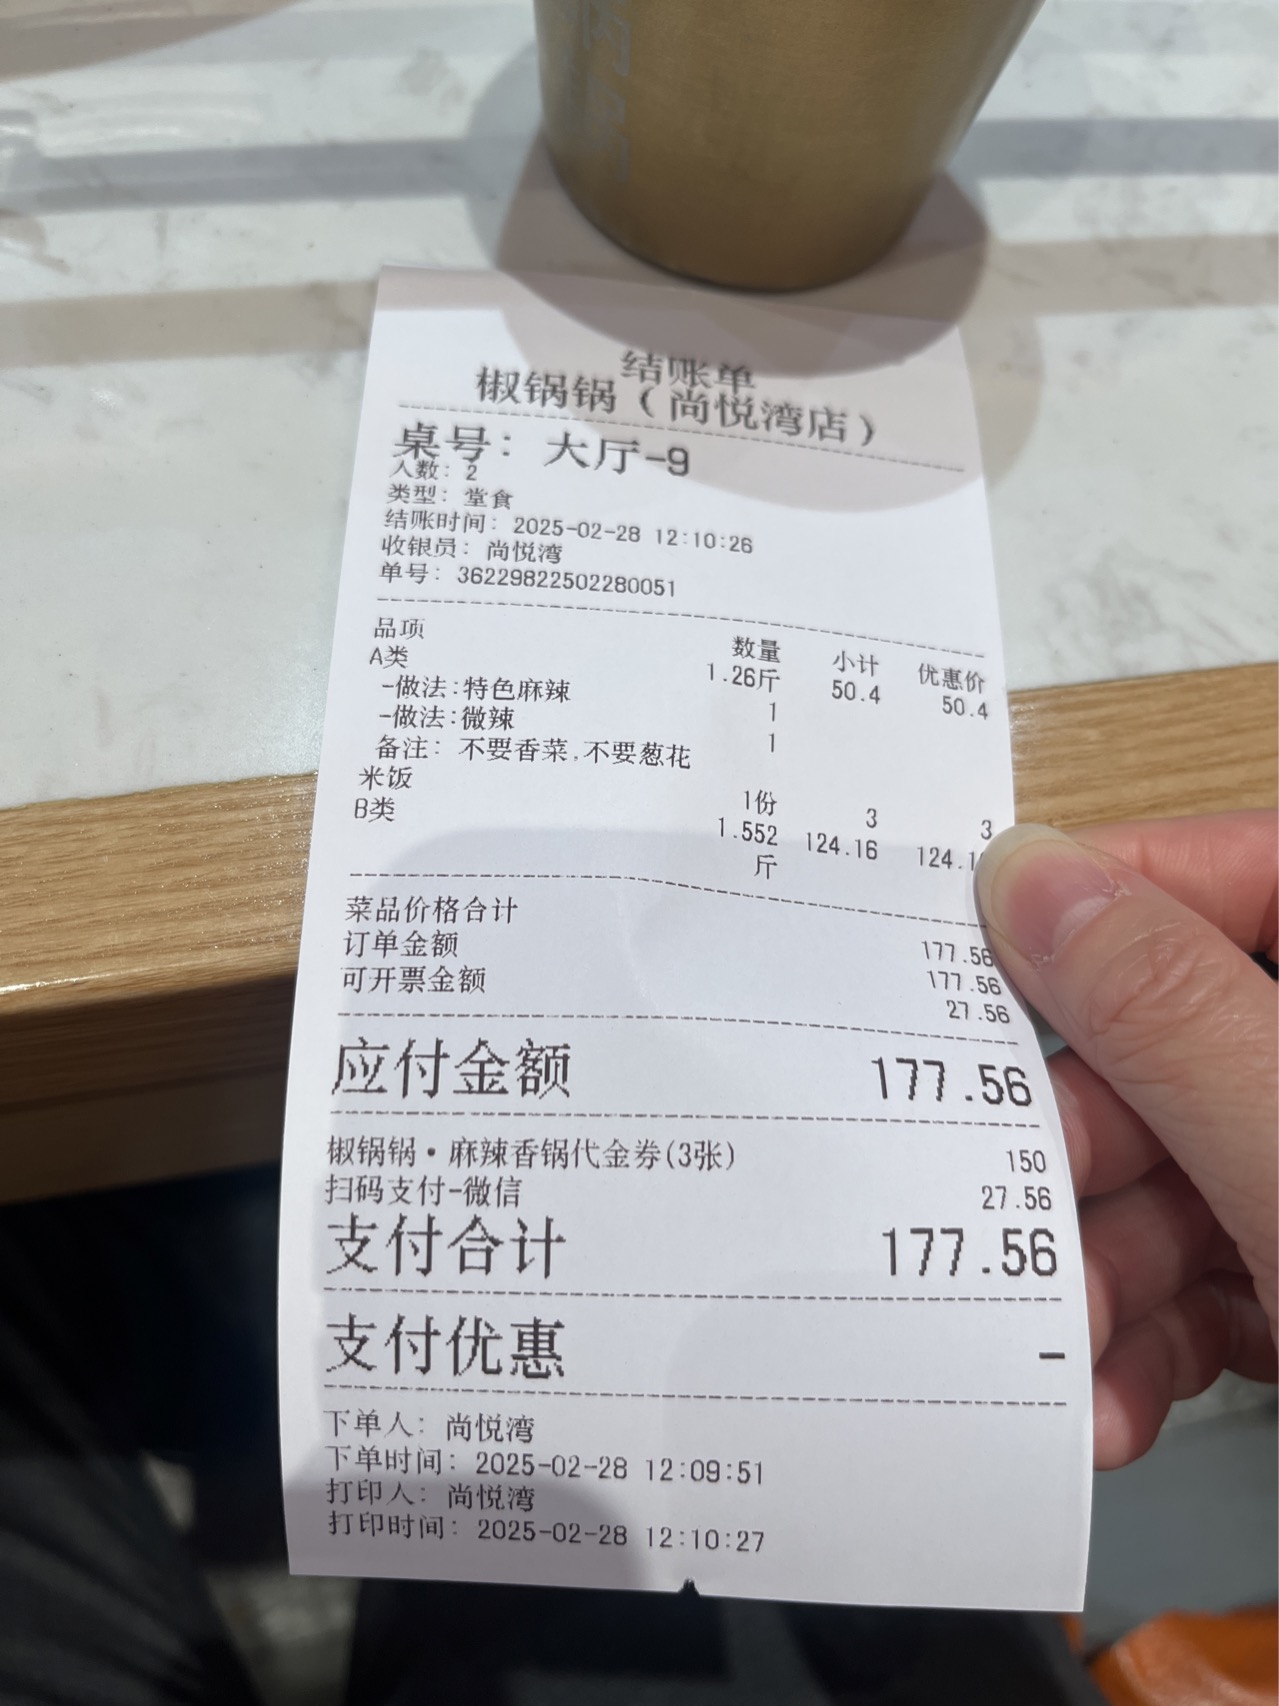 结账单
椒锅锅（尚悦湾店）
桌号：大厅-9
人数：2
类型：堂食
结账时间：2025-02-28 12:10:26
收银员：尚悦湾
单号：36229822502280051
品项 数量 小计 优惠价
A类 1.26斤 50.4 50.4
-做法:特色麻辣 1
-做法:微辣 1
备注：不要香菜,不要葱花
米饭 1份 3 3
B类 1.552斤 124.16 124.1
菜品价格合计 177.56
订单金额 177.56
可开票金额 27.56
应付金额 177.56
椒锅锅·麻辣香锅代金券(3张) 150
扫码支付-微信 27.56
支付合计 177.56
支付优惠 -
下单人：尚悦湾
下单时间：2025-02-28 12:09:51
打印人：尚悦湾
打印时间：2025-02-28 12:10:27